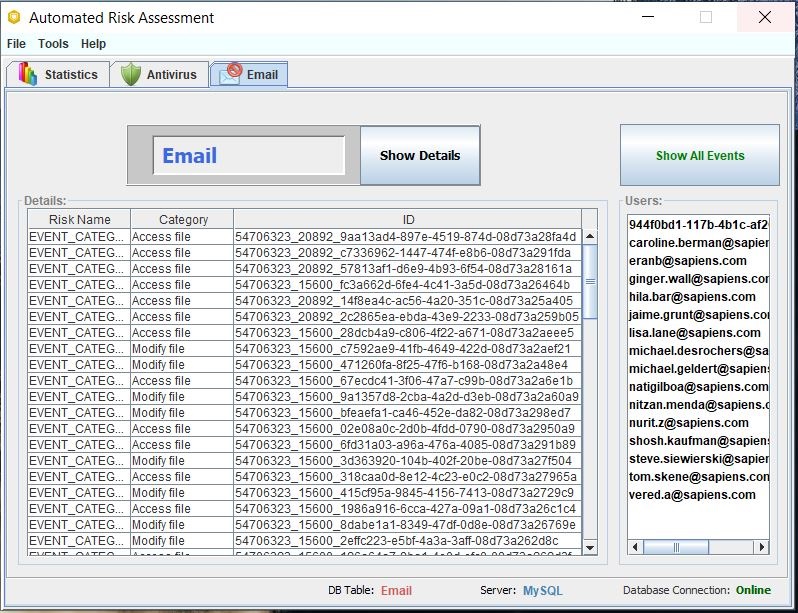 Automated Risk Assessment
File Tools Help
Statistics Antivirus Email
Email Show Details Show All Events
Details:
Risk Name Category ID
EVENT_CATEG... Access file 54706323_20892_9aa13ad4-897e-4519-874d-08d73a28fa4d
EVENT_CATEG... Access file 54706323_20892_c7336962-1447-474f-e8b6-08d73a291fda
EVENT_CATEG... Access file 54706323_20892_57813af1-d6e9-4b93-6f54-08d73a28161a
EVENT_CATEG... Access file 54706323_15600_fc3a662d-6fe4-4c41-3a5d-08d73a26464b
EVENT_CATEG... Access file 54706323_20892_14f8ea4c-ac56-4a20-351c-08d73a25a405
EVENT_CATEG... Access file 54706323_20892_2c2865ea-ebda-43e9-2233-08d73a259b05
EVENT_CATEG... Access file 54706323_15600_28dcb4a9-c806-4f22-a671-08d73a2aeee5
EVENT_CATEG... Modify file 54706323_15600_c7592ae9-41fb-4649-422d-08d73a2aef21
EVENT_CATEG... Modify file 54706323_15600_471260fa-8f25-47f6-b168-08d73a2a48e4
EVENT_CATEG... Access file 54706323_15600_67ecdc41-3f06-47a7-c99b-08d73a2a6e1b
EVENT_CATEG... Modify file 54706323_15600_9a1357d8-2cba-4a2d-d3eb-08d73a2a60a9
EVENT_CATEG... Modify file 54706323_15600_bfeaefa1-ca46-452e-da82-08d73a298ed7
EVENT_CATEG... Access file 54706323_15600_02e08a0c-2d0b-4fdd-0790-08d73a2950a9
EVENT_CATEG... Access file 54706323_15600_6fd31a03-a96a-476a-4085-08d73a291b89
EVENT_CATEG... Modify file 54706323_15600_3d363920-104b-402f-20be-08d73a27f504
EVENT_CATEG... Access file 54706323_15600_318caa0d-8e12-4c23-e0c2-08d73a27965a
EVENT_CATEG... Modify file 54706323_15600_415cf95a-9845-4156-7413-08d73a2729c9
EVENT_CATEG... Access file 54706323_15600_1986a916-6cca-427a-09a1-08d73a26c1c4
EVENT_CATEG... Modify file 54706323_15600_8dabe1a1-8349-47df-0d8e-08d73a26769e
EVENT_CATEG... Modify file 54706323_15600_2effc223-e5bf-4a3a-3aff-08d73a262d8c
EVENT_CATEG... Access file
Users:
944f0bd1-117b-4b1c-af2
caroline.berman@sapien
eranb@sapiens.com
ginger.wall@sapiens.cor
hila.bar@sapiens.com
jaime.grunt@sapiens.co
lisa.lane@sapiens.com
michael.desrochers@sa
michael.geldert@sapien
natigilboa@sapiens.com
nitzan.menda@sapiens.c
nurit.z@sapiens.com
shosh.kaufman@sapiens
steve.siewierski@sapien
tom.skene@sapiens.con
vered.a@sapiens.com
DB Table: Email Server: MySQL Database Connection: Online